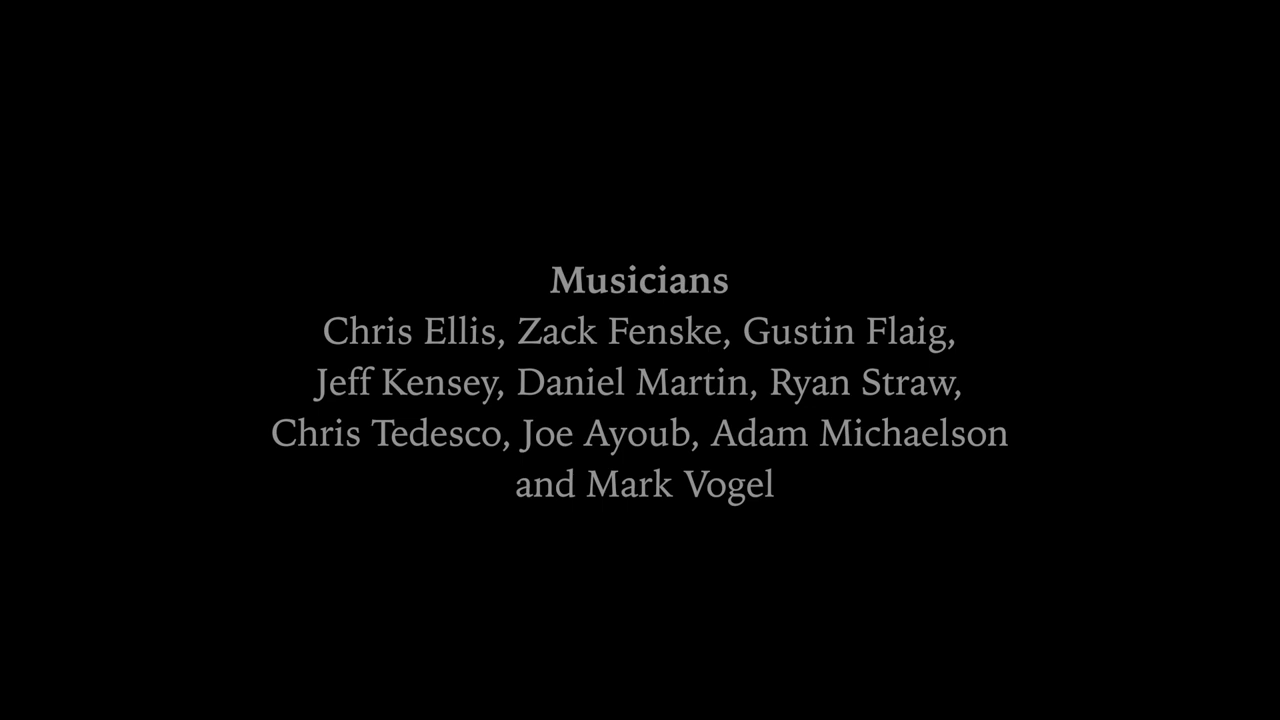 Musicians
Chris Ellis, Zack Fenske, Gustin Flaig,
Jeff Kensey, Daniel Martin, Ryan Straw,
Chris Tedesco, Joe Ayoub, Adam Michaelson
and Mark Vogel